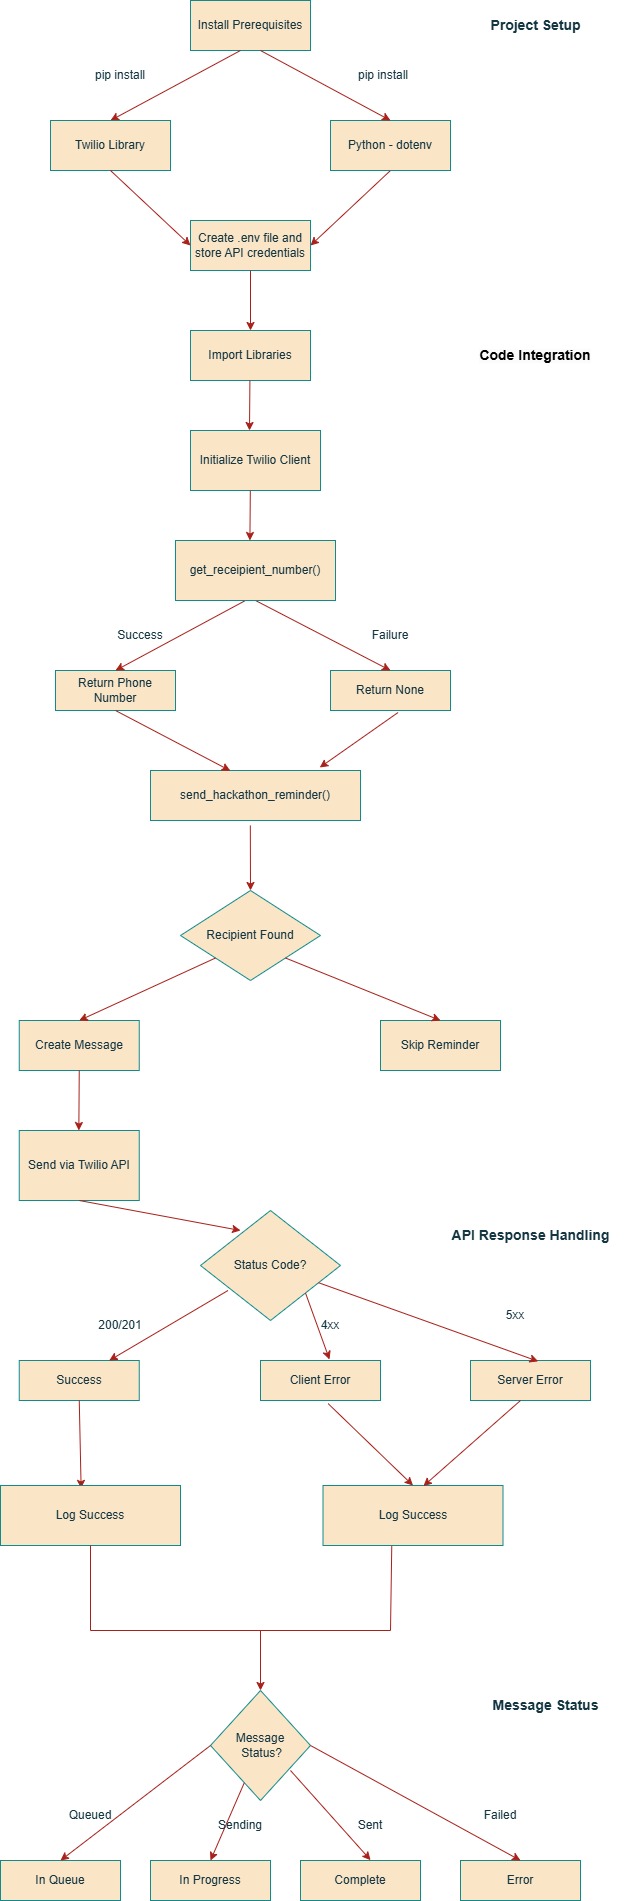 Install Prerequisites
Project Setup
pip install
pip install
Twilio Library
Python - dotenv
Create .env file and
store API credentials
Import Libraries
Code Integration
Initialize Twilio Client
get_receipient_number()
Success
Failure
Return Phone
Number
Return None
send_hackathon_reminder()
Recipient Found
Create Message
Skip Reminder
Send via Twilio API
API Response Handling
Status Code?
200/201
4xx
5xx
Success
Client Error
Server Error
Log Success
Log Success
Message Status
Message
Status?
Queued
Sending
Sent
Failed
In Queue
In Progress
Complete
Error